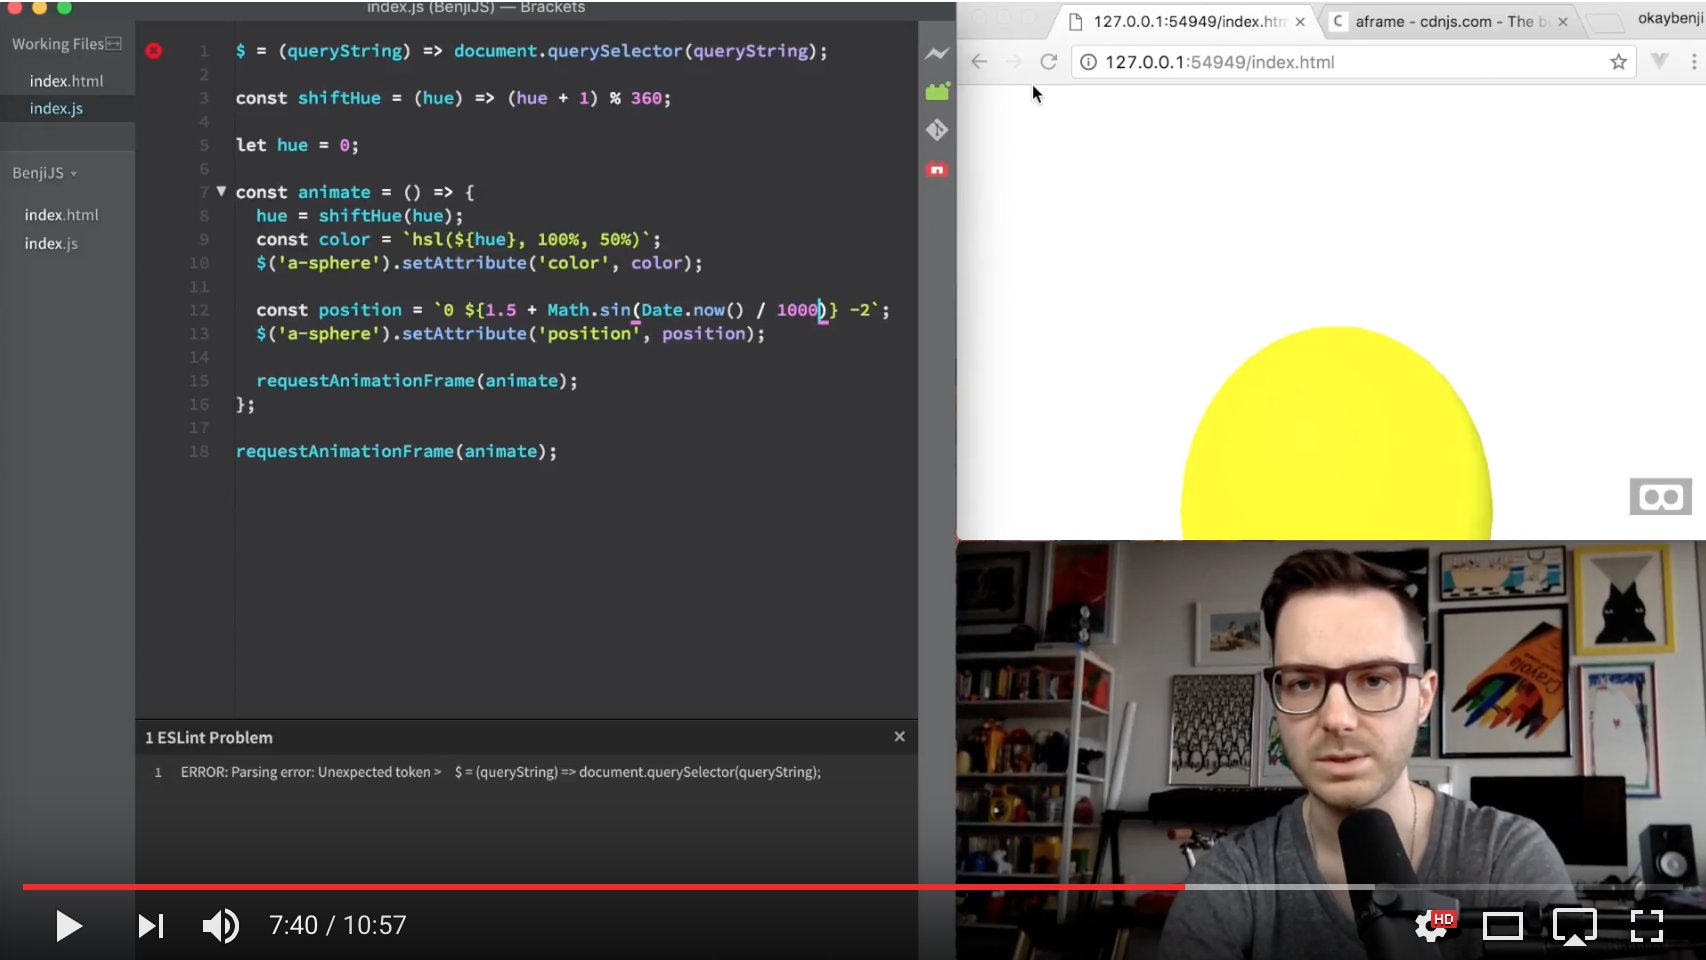 index.js (BenjiJS) — Brackets
Working Files
index.html
index.js
BenjiJS
index.html
index.js
1 $ = (queryString) => document.querySelector(queryString);
2
3 const shiftHue = (hue) => (hue + 1) % 360;
4
5 let hue = 0;
6
7 const animate = () => {
8 hue = shiftHue(hue);
9 const color = `hsl(${hue}, 100%, 50%)`;
10 $('a-sphere').setAttribute('color', color);
11
12 const position = `0 ${1.5 + Math.sin(Date.now() / 1000)} -2`;
13 $('a-sphere').setAttribute('position', position);
14
15 requestAnimationFrame(animate);
16 };
17
18 requestAnimationFrame(animate);
1 ESLint Problem
1 ERROR: Parsing error: Unexpected token > $ = (queryString) => document.querySelector(queryString);
127.0.0.1:54949/index.htm
C aframe - cdnjs.com - The b
okaybenji
127.0.0.1:54949/index.html
Crayola
7:40 / 10:57
HD